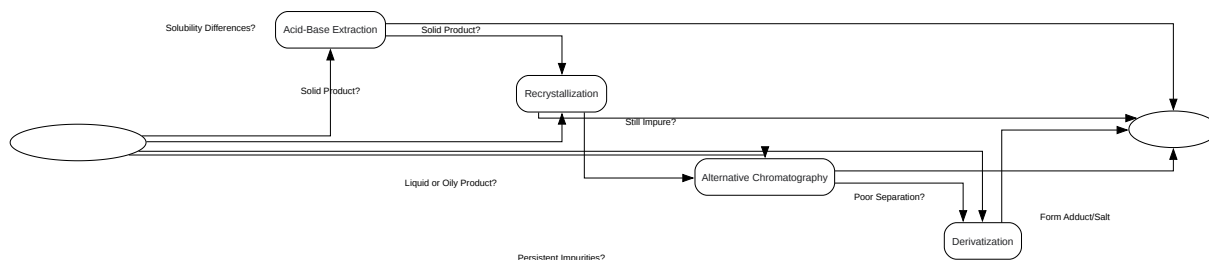 Solubility Differences?
Acid-Base Extraction
Solid Product?
Solid Product?
Recrystallization
Still Impure?
Alternative Chromatography
Liquid or Oily Product?
Poor Separation?
Form Adduct/Salt
Derivatization
Persistent Impurities?